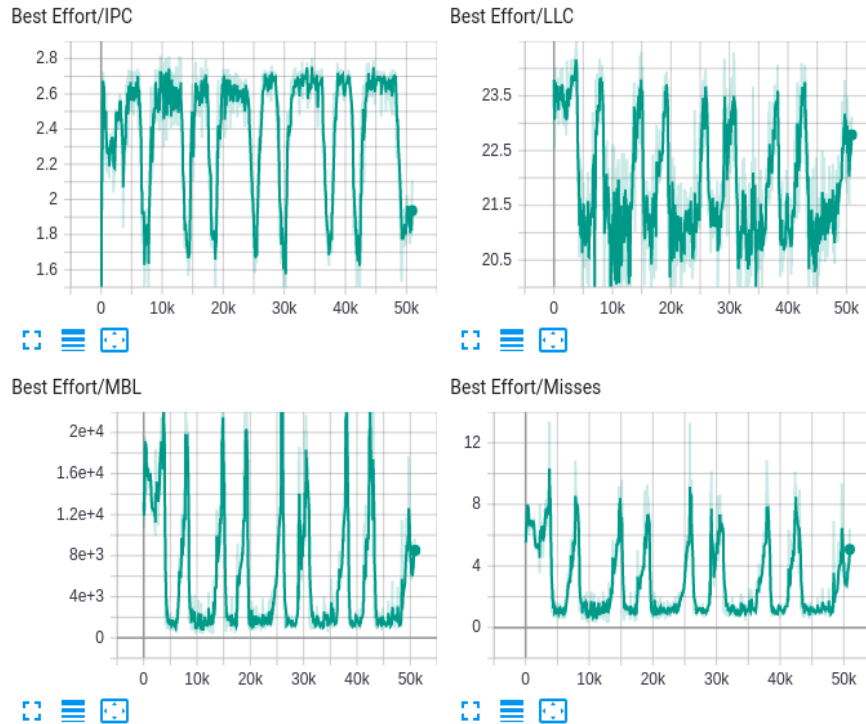 Best Effort/IPC
2.8
2.6
2.4
2.2
2
1.8
1.6
0 10k 20k 30k 40k 50k
Best Effort/LLC
23.5
22.5
21.5
20.5
0 10k 20k 30k 40k 50k
Best Effort/MBL
2e+4
1.6e+4
1.2e+4
8e+3
4e+3
0
0 10k 20k 30k 40k 50k
Best Effort/Misses
12
8
4
0
0 10k 20k 30k 40k 50k